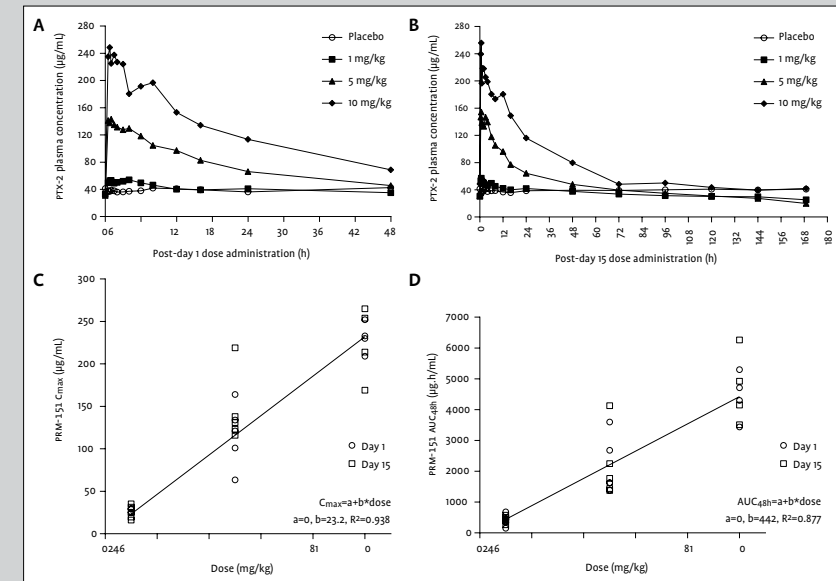 A
280
240
200
160
120
80
40
0
PTX-2 plasma concentration (µg/mL)
Placebo
1 mg/kg
5 mg/kg
10 mg/kg
06 12 18 24 30 36 42 48
Post-day 1 dose administration (h)
B
280
240
200
160
120
80
40
0
PTX-2 plasma concentration (µg/mL)
Placebo
1 mg/kg
5 mg/kg
10 mg/kg
0 12 24 36 48 60 72 84 96 108 120 132 144 156 168 180
Post-day 15 dose administration (h)
C
300
250
200
150
100
50
0
PRM-151 Cmax (µg/mL)
Day 1
Day 15
Cmax=a+b*dose
a=0, b=23.2, R²=0.938
0246 81 0
Dose (mg/kg)
D
7000
6000
5000
4000
3000
2000
1000
0
PRM-151 AUC48h (µg.h/mL)
Day 1
Day 15
AUC48h=a+b*dose
a=0, b=442, R²=0.877
0246 81 0
Dose (mg/kg)